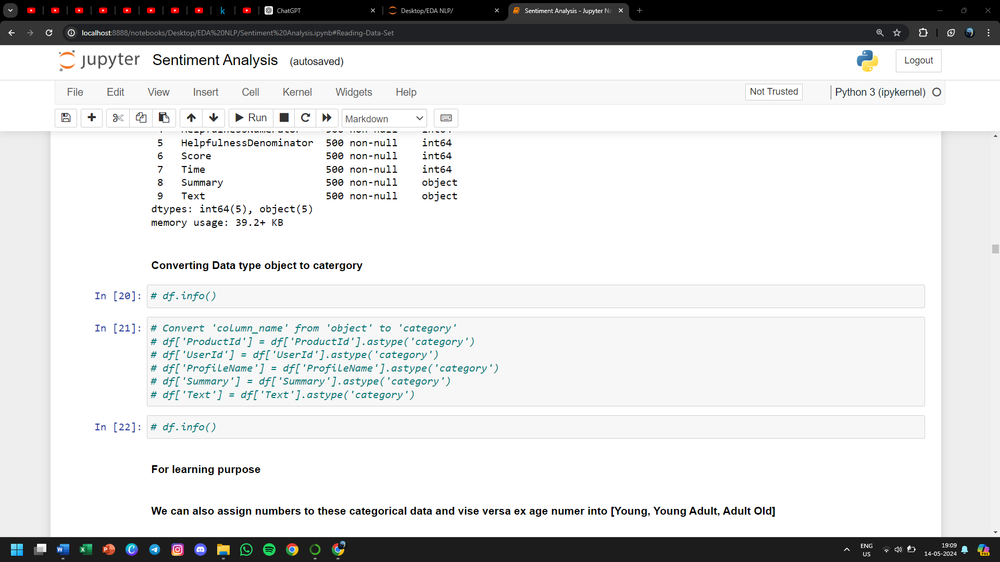 ChatGPT
Desktop/EDA NLP/
Sentiment Analysis - Jupyter No
localhost:8888/notebooks/Desktop/EDA%20NLP/Sentiment%20Analysis.ipynb#Reading-Data-Set
jupyter Sentiment Analysis (autosaved)
Logout
File Edit View Insert Cell Kernel Widgets Help
Not Trusted
Python 3 (ipykernel)
Run
Markdown
5 HelpfulnessDenominator 500 non-null int64
6 Score 500 non-null int64
7 Time 500 non-null int64
8 Summary 500 non-null object
9 Text 500 non-null object
dtypes: int64(5), object(5)
memory usage: 39.2+ KB
Converting Data type object to catergory
In [20]: # df.info()
In [21]: # Convert 'column_name' from 'object' to 'category'
# df['ProductId'] = df['ProductId'].astype('category')
# df['UserId'] = df['UserId'].astype('category')
# df['ProfileName'] = df['ProfileName'].astype('category')
# df['Summary'] = df['Summary'].astype('category')
# df['Text'] = df['Text'].astype('category')
In [22]: # df.info()
For learning purpose
We can also assign numbers to these categorical data and vise versa ex age numer into [Young, Young Adult, Adult Old]
ENG
US
19:09
14-05-2024